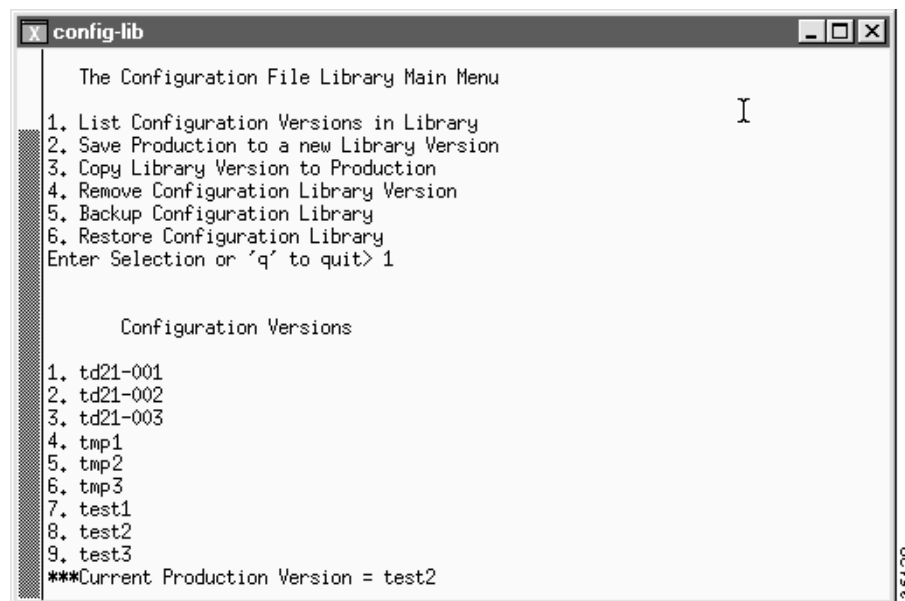 X config-lib
The Configuration File Library Main Menu
1. List Configuration Versions in Library
2. Save Production to a new Library Version
3. Copy Library Version to Production
4. Remove Configuration Library Version
5. Backup Configuration Library
6. Restore Configuration Library
Enter Selection or 'q' to quit> 1
Configuration Versions
1. td21-001
2. td21-002
3. td21-003
4. tmp1
5. tmp2
6. tmp3
7. test1
8. test2
9. test3
***Current Production Version = test2